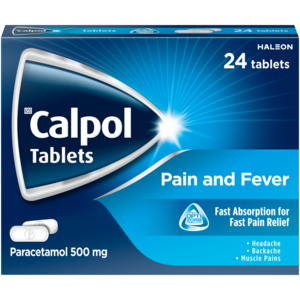 HALEON
24 tablets
Calpol
Tablets
Pain and Fever
Fast Absorption for
Fast Pain Relief
Paracetamol 500 mg
• Headache
• Backache
• Muscle Pains